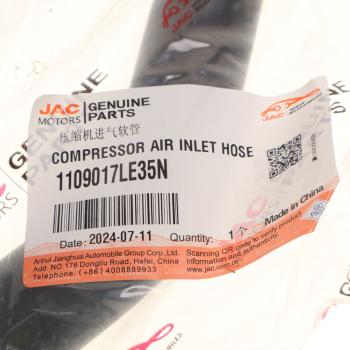 JAC
MOTORS
GENUINE
PARTS
压缩机进气软管
COMPRESSOR AIR INLET HOSE
1109017LE35N
Made in China
Date: 2024-07-11 Quantity: 1个
Scanning QR code to verify product
information and authenticity.
www.jac.com.cn
Anhui Jianghuai Automobile Group Corp.,Ltd.
Add. NO.176 Dongliu Road, Hefei, China
Telephone: (+86) 4008889933